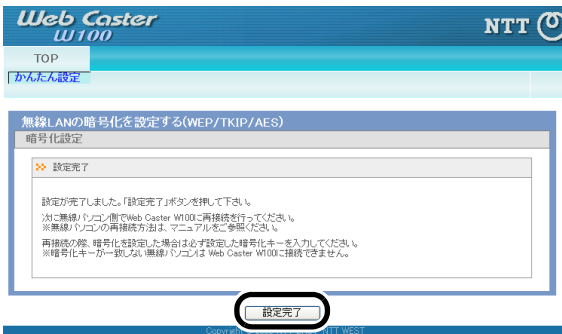 Web Caster
W100
NTT
TOP
かんたん設定
無線LANの暗号化を設定する(WEP/TKIP/AES)
暗号化設定
設定完了
設定が完了しました。「設定完了」ボタンを押して下さい。
次に無線パソコン側でWeb Caster W100に再接続を行ってください。
※無線パソコンの再接続方法は、マニュアルをご参照ください。
再接続の際、暗号化を設定した場合は必ず設定した暗号化キーを入力してください。
※暗号化キーが一致しない無線パソコンは Web Caster W100に接続できません。
設定完了
NTT WEST